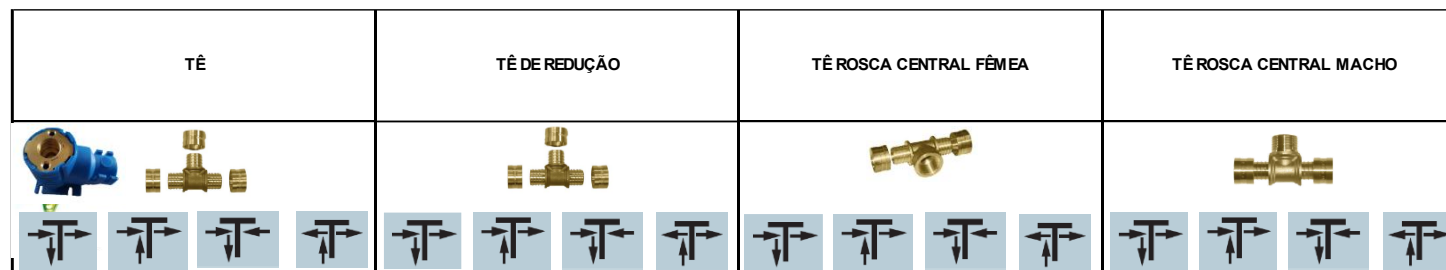 TÊ
TÊ DE REDUÇÃO
TÊ ROSCA CENTRAL FÊMEA
TÊ ROSCA CENTRAL MACHO